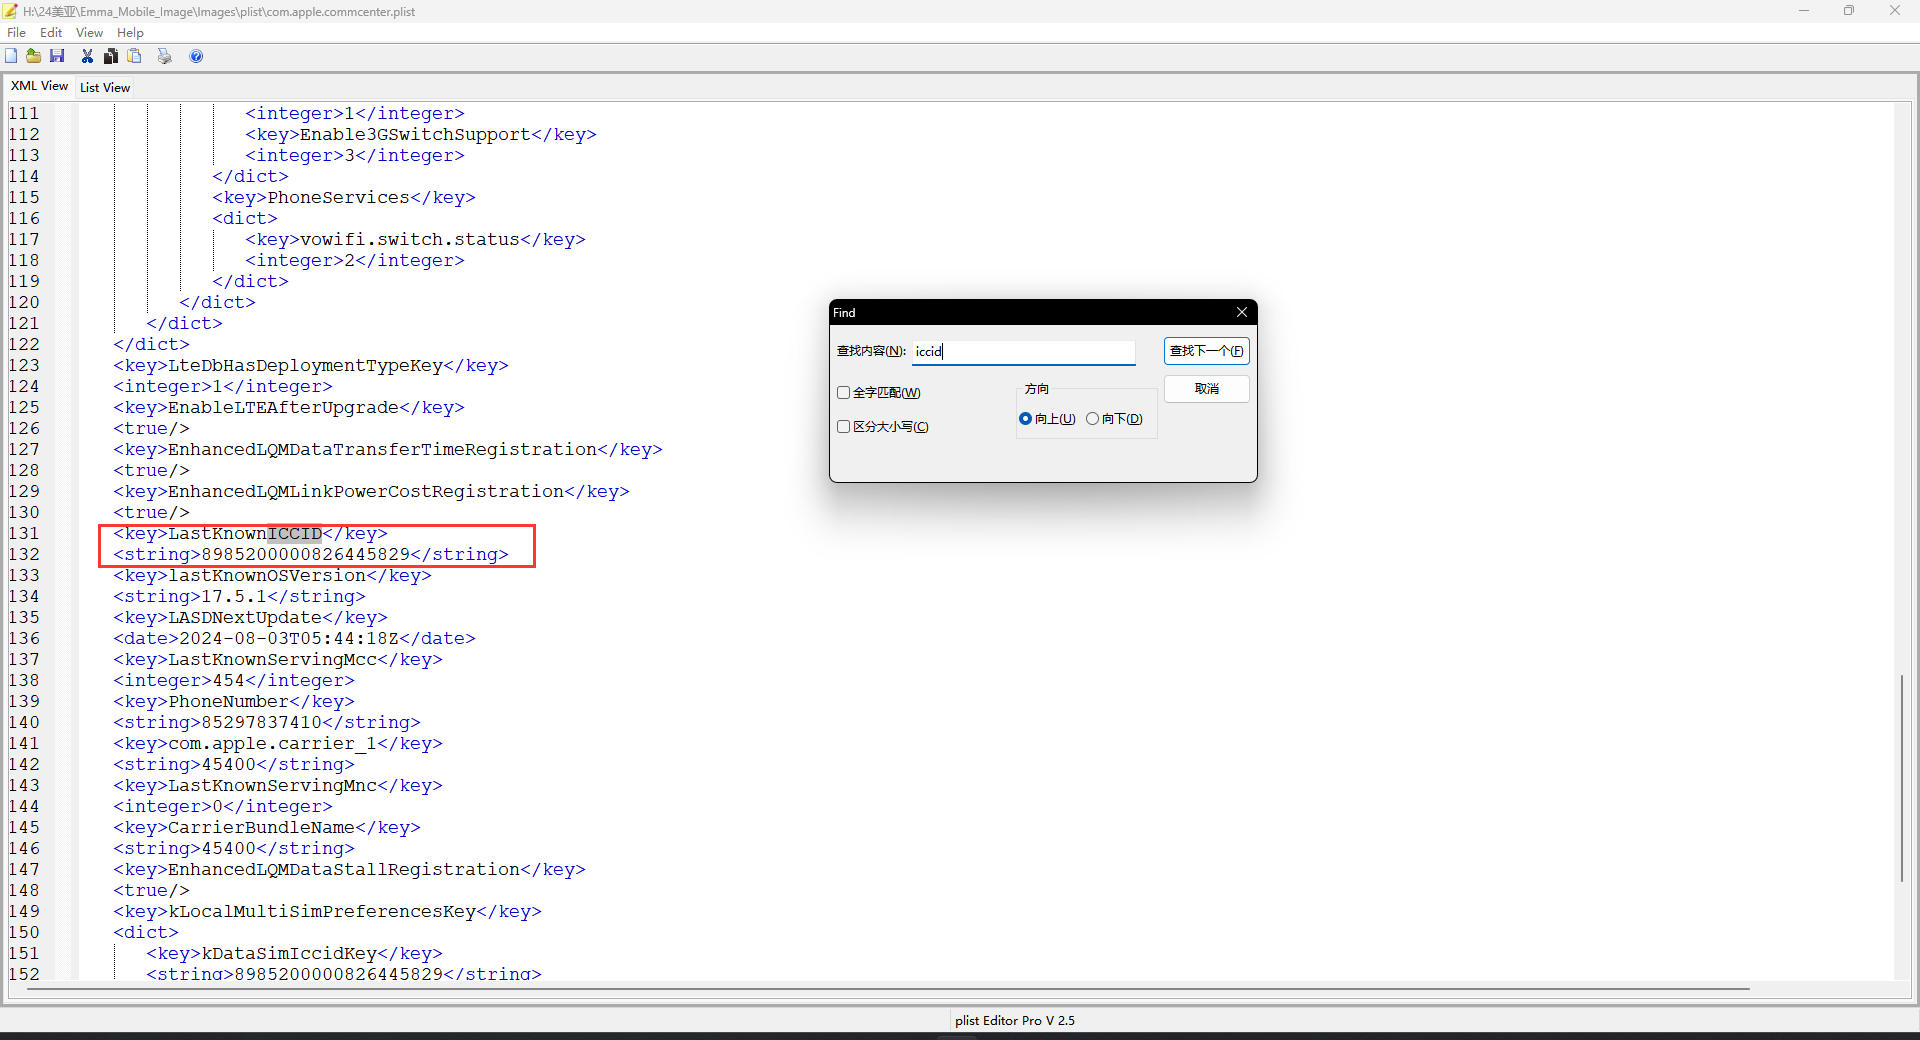 H:\24美亚\Emma_Mobile_Image\Images\plist\com.apple.commcenter.plist
File Edit View Help
XML View List View
111 <integer>1</integer>
112 <key>Enable3GSwitchSupport</key>
113 <integer>3</integer>
114 </dict>
115 <key>PhoneServices</key>
116 <dict>
117 <key>vowifi.switch.status</key>
118 <integer>2</integer>
119 </dict>
120 </dict>
121 </dict>
122 </dict>
123 <key>LteDbHasDeploymentTypeKey</key>
124 <integer>1</integer>
125 <key>EnableLTEAfterUpgrade</key>
126 <true/>
127 <key>EnhancedLQMDataTransferTimeRegistration</key>
128 <true/>
129 <key>EnhancedLQMLinkPowerCostRegistration</key>
130 <true/>
131 <key>LastKnownICCID</key>
132 <string>8985200000826445829</string>
133 <key>lastKnownOSVersion</key>
134 <string>17.5.1</string>
135 <key>LASDNextUpdate</key>
136 <date>2024-08-03T05:44:18Z</date>
137 <key>LastKnownServingMcc</key>
138 <integer>454</integer>
139 <key>PhoneNumber</key>
140 <string>85297837410</string>
141 <key>com.apple.carrier_1</key>
142 <string>45400</string>
143 <key>LastKnownServingMnc</key>
144 <integer>0</integer>
145 <key>CarrierBundleName</key>
146 <string>45400</string>
147 <key>EnhancedLQMDataStallRegistration</key>
148 <true/>
149 <key>kLocalMultiSimPreferencesKey</key>
150 <dict>
151 <key>kDataSimIccidKey</key>
152 <string>8985200000826445829</string>
Find
查找内容(N): iccid 查找下一个(F)
取消
全字匹配(W) 方向
向上(U) 向下(D)
区分大小写(C)
plist Editor Pro V 2.5